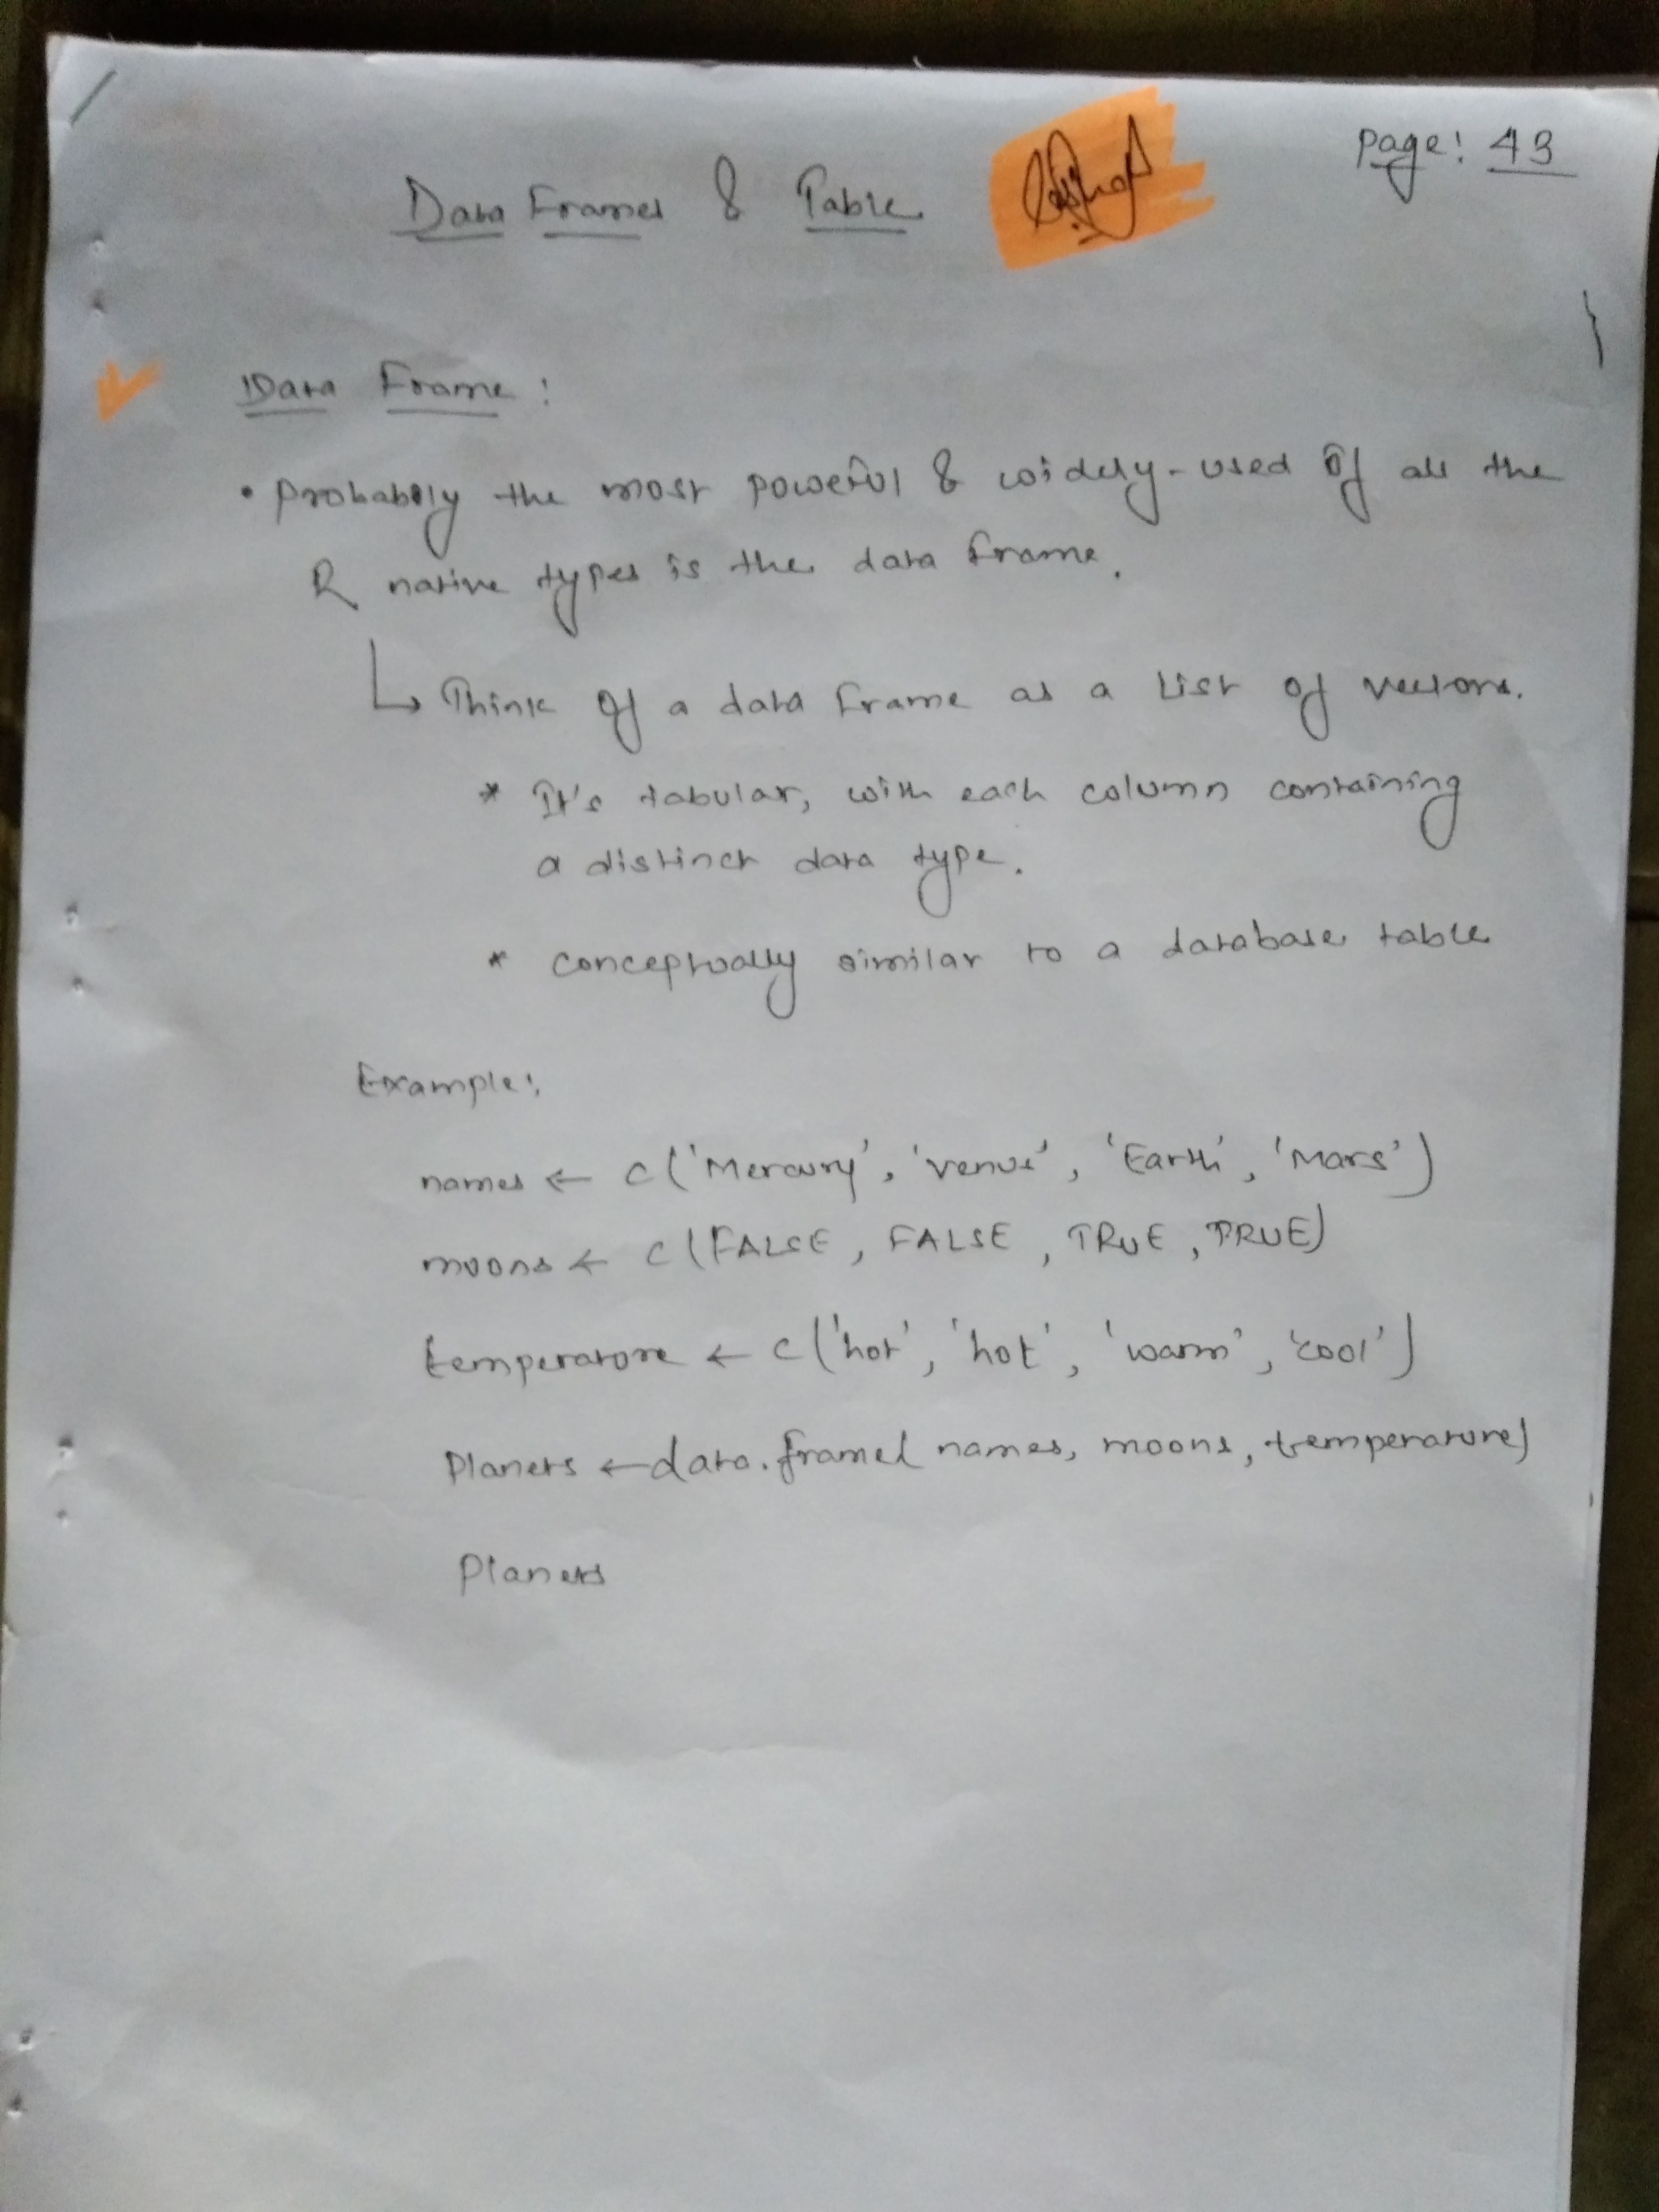 Page: 43
Data Frames & Table
Data Frame:
• Probabily the most powerful & widely-used of all the
R native types is the data frame.
↳ Think of a data frame as a List of vectors.
* It's tabular, with each column containing
a distinct data type.
* conceptually similar to a database table
Example:
names ← c('Mercury', 'Venus', 'Earth', 'Mars')
moons ← c(FALSE, FALSE, TRUE, TRUE)
temperature ← c('hot', 'hot', 'warm', 'cool')
Planets ← data.frame(names, moons, temperature)
Planets